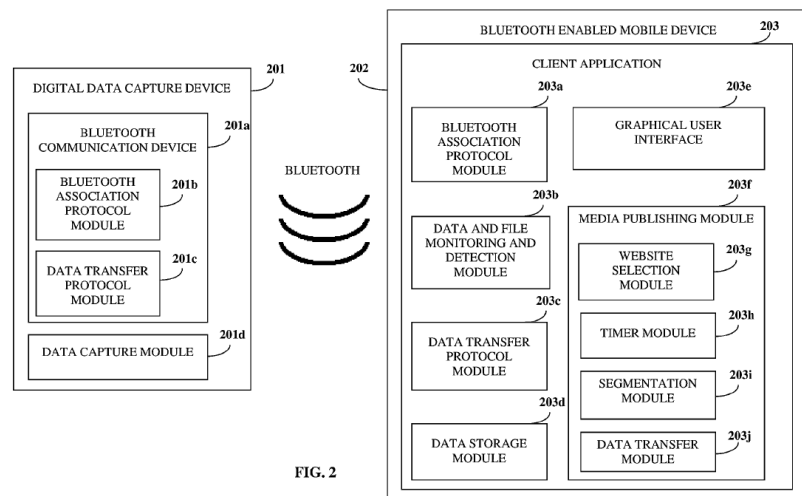 DIGITAL DATA CAPTURE DEVICE
201
BLUETOOTH
COMMUNICATION DEVICE
201a
BLUETOOTH
ASSOCIATION
PROTOCOL
MODULE
201b
DATA TRANSFER
PROTOCOL
MODULE
201c
DATA CAPTURE MODULE
201d
BLUETOOTH
202
BLUETOOTH ENABLED MOBILE DEVICE
203
CLIENT APPLICATION
203a
BLUETOOTH
ASSOCIATION
PROTOCOL
MODULE
203b
DATA AND FILE
MONITORING AND
DETECTION
MODULE
203c
DATA TRANSFER
PROTOCOL
MODULE
203d
DATA STORAGE
MODULE
203e
GRAPHICAL USER
INTERFACE
203f
MEDIA PUBLISHING MODULE
WEBSITE
SELECTION
MODULE
203g
TIMER MODULE
203h
SEGMENTATION
MODULE
203i
DATA TRANSFER
MODULE
203j
FIG. 2